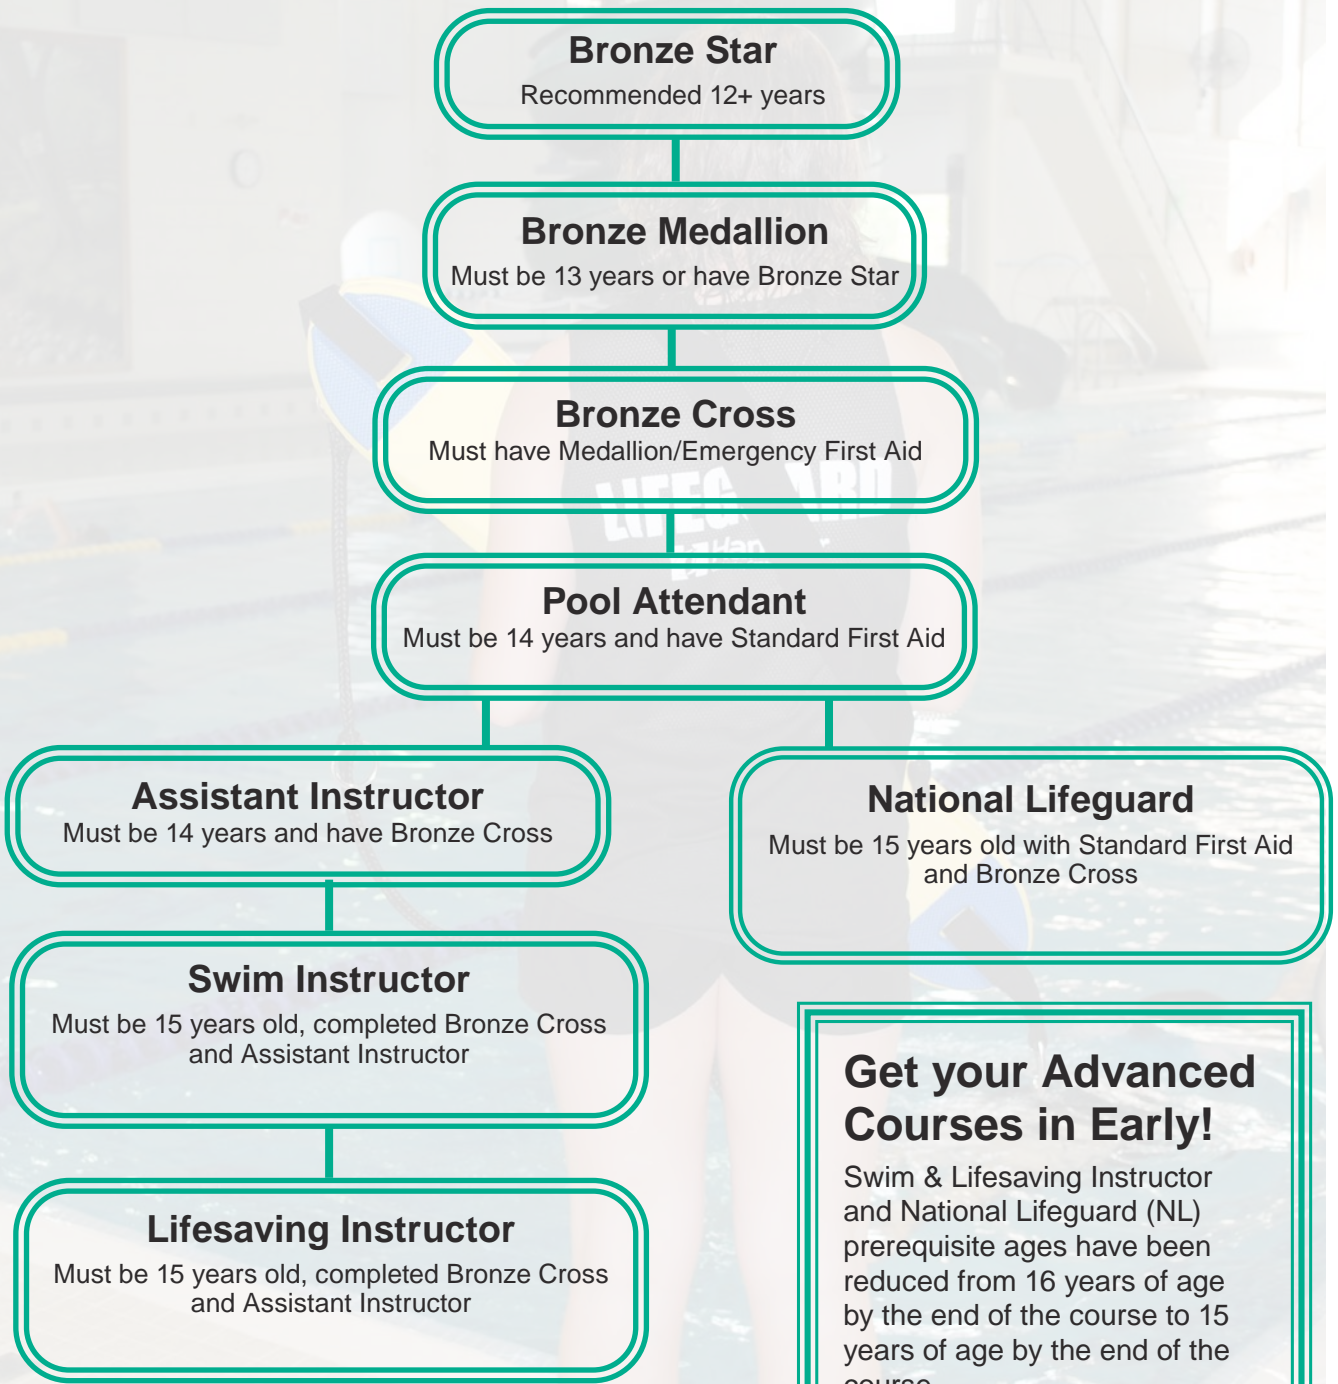 Bronze Star
Recommended 12+ years
Bronze Medallion
Must be 13 years or have Bronze Star
Bronze Cross
Must have Medallion/Emergency First Aid
LIFEG ARD
Pool Attendant
Must be 14 years and have Standard First Aid
Assistant Instructor
Must be 14 years and have Bronze Cross
National Lifeguard
Must be 15 years old with Standard First Aid
and Bronze Cross
Swim Instructor
Must be 15 years old, completed Bronze Cross
and Assistant Instructor
Lifesaving Instructor
Must be 15 years old, completed Bronze Cross
and Assistant Instructor
Get your Advanced
Courses in Early!
Swim & Lifesaving Instructor
and National Lifeguard (NL)
prerequisite ages have been
reduced from 16 years of age
by the end of the course to 15
years of age by the end of the
course